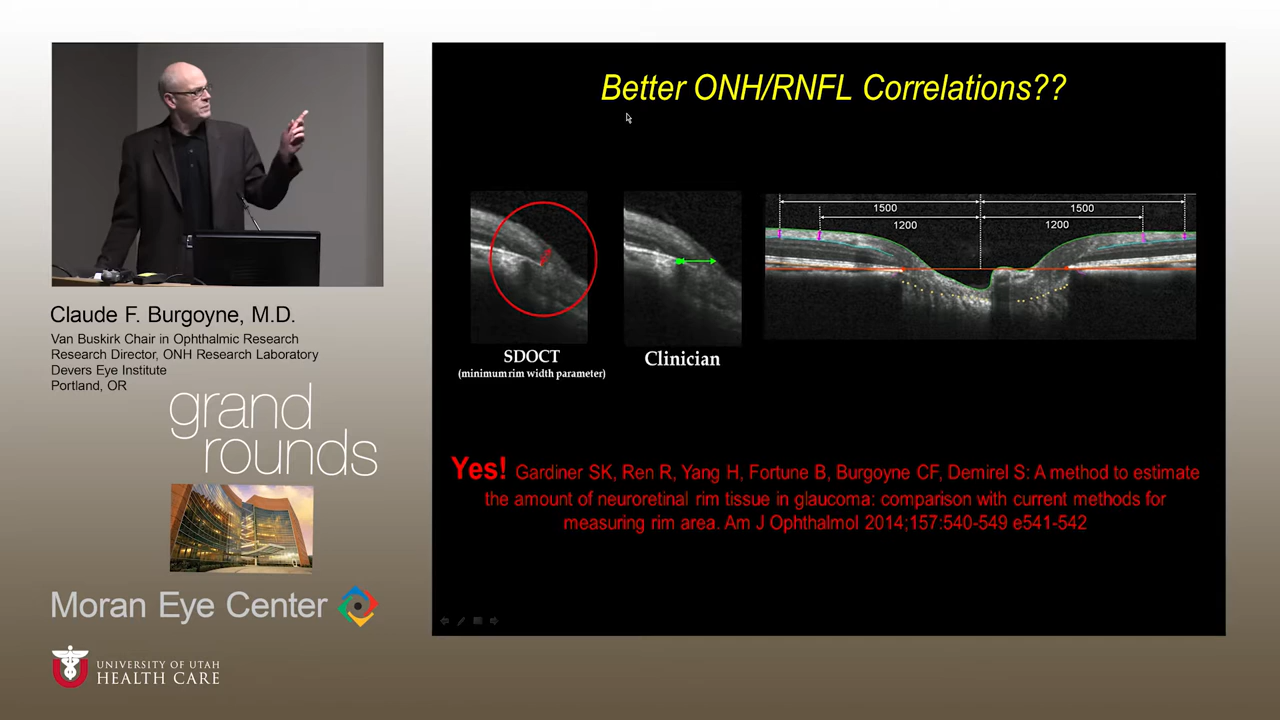 Better ONH/RNFL Correlations??
1500
1500
1200
1200
SDOCT
(minimum rim width parameter)
Clinician
Yes! Gardiner SK, Ren R, Yang H, Fortune B, Burgoyne CF, Demirel S: A method to estimate
the amount of neuroretinal rim tissue in glaucoma: comparison with current methods for
measuring rim area. Am J Ophthalmol 2014;157:540-549 e541-542
Claude F. Burgoyne, M.D.
Van Buskirk Chair in Ophthalmic Research
Research Director, ONH Research Laboratory
Devers Eye Institute
Portland, OR
grand
rounds
Moran Eye Center
UNIVERSITY OF UTAH
HEALTH CARE